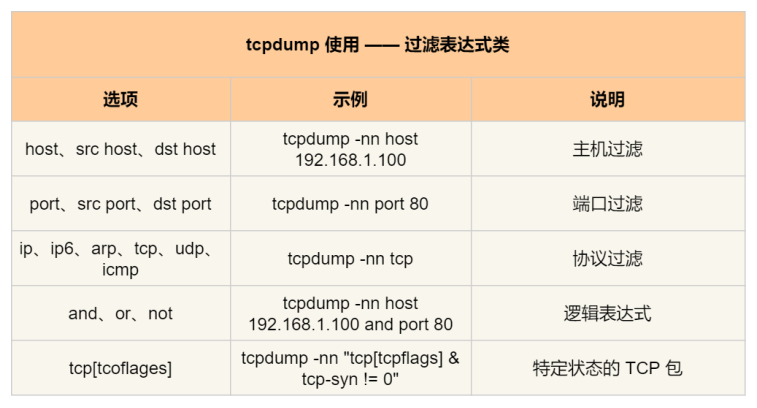 tcpdump 使用 —— 过滤表达式类
选项
示例
说明
host、src host、dst host
tcpdump -nn host
192.168.1.100
主机过滤
port、src port、dst port
tcpdump -nn port 80
端口过滤
ip、ip6、arp、tcp、udp、
icmp
tcpdump -nn tcp
协议过滤
and、or、not
tcpdump -nn host
192.168.1.100 and port 80
逻辑表达式
tcp[tcoflages]
tcpdump -nn "tcp[tcpflags] &
tcp-syn != 0"
特定状态的 TCP 包